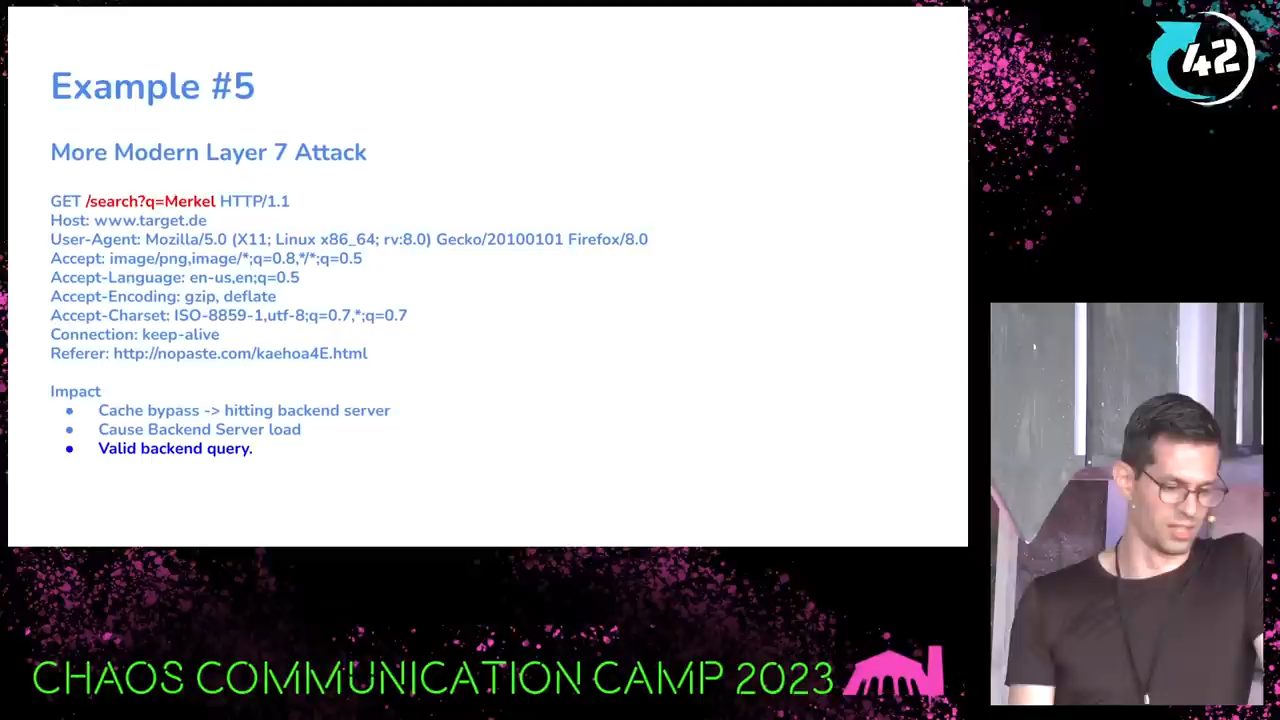 Example #5
More Modern Layer 7 Attack
GET /search?q=Merkel HTTP/1.1
Host: www.target.de
User-Agent: Mozilla/5.0 (X11; Linux x86_64; rv:8.0) Gecko/20100101 Firefox/8.0
Accept: image/png,image/*;q=0.8,*/*;q=0.5
Accept-Language: en-us,en;q=0.5
Accept-Encoding: gzip, deflate
Accept-Charset: ISO-8859-1,utf-8;q=0.7,*;q=0.7
Connection: keep-alive
Referer: http://nopaste.com/kaehoa4E.html
Impact
● Cache bypass -> hitting backend server
● Cause Backend Server load
● Valid backend query.
42
CHAOS COMMUNICATION CAMP 2023